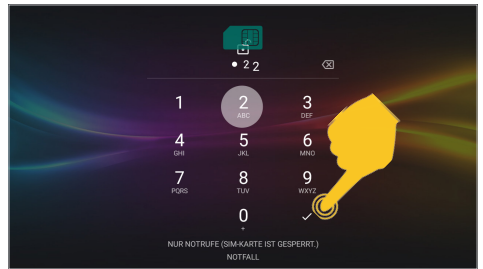 • 2 2
1 2 3
ABC DEF
4 5 6
GHI JKL MNO
7 8 9
PQRS TUV WXYZ
0
+
NUR NOTRUFE (SIM-KARTE IST GESPERRT.)
NOTFALL